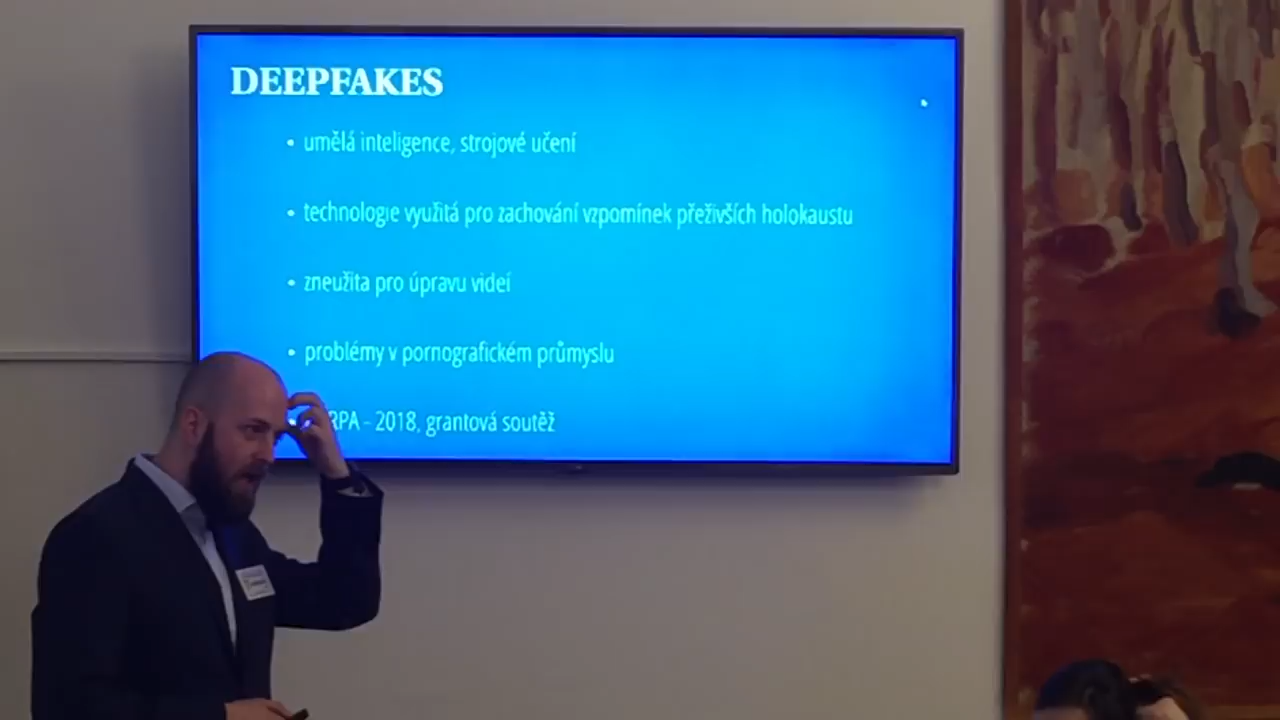 DEEPFAKES
• umělá inteligence, strojové učení
• technologie využitá pro zachování vzpomínek přeživších holokaustu
• zneužita pro úpravu videí
• problémy v pornografickém průmyslu
RPA - 2018, grantová soutěž